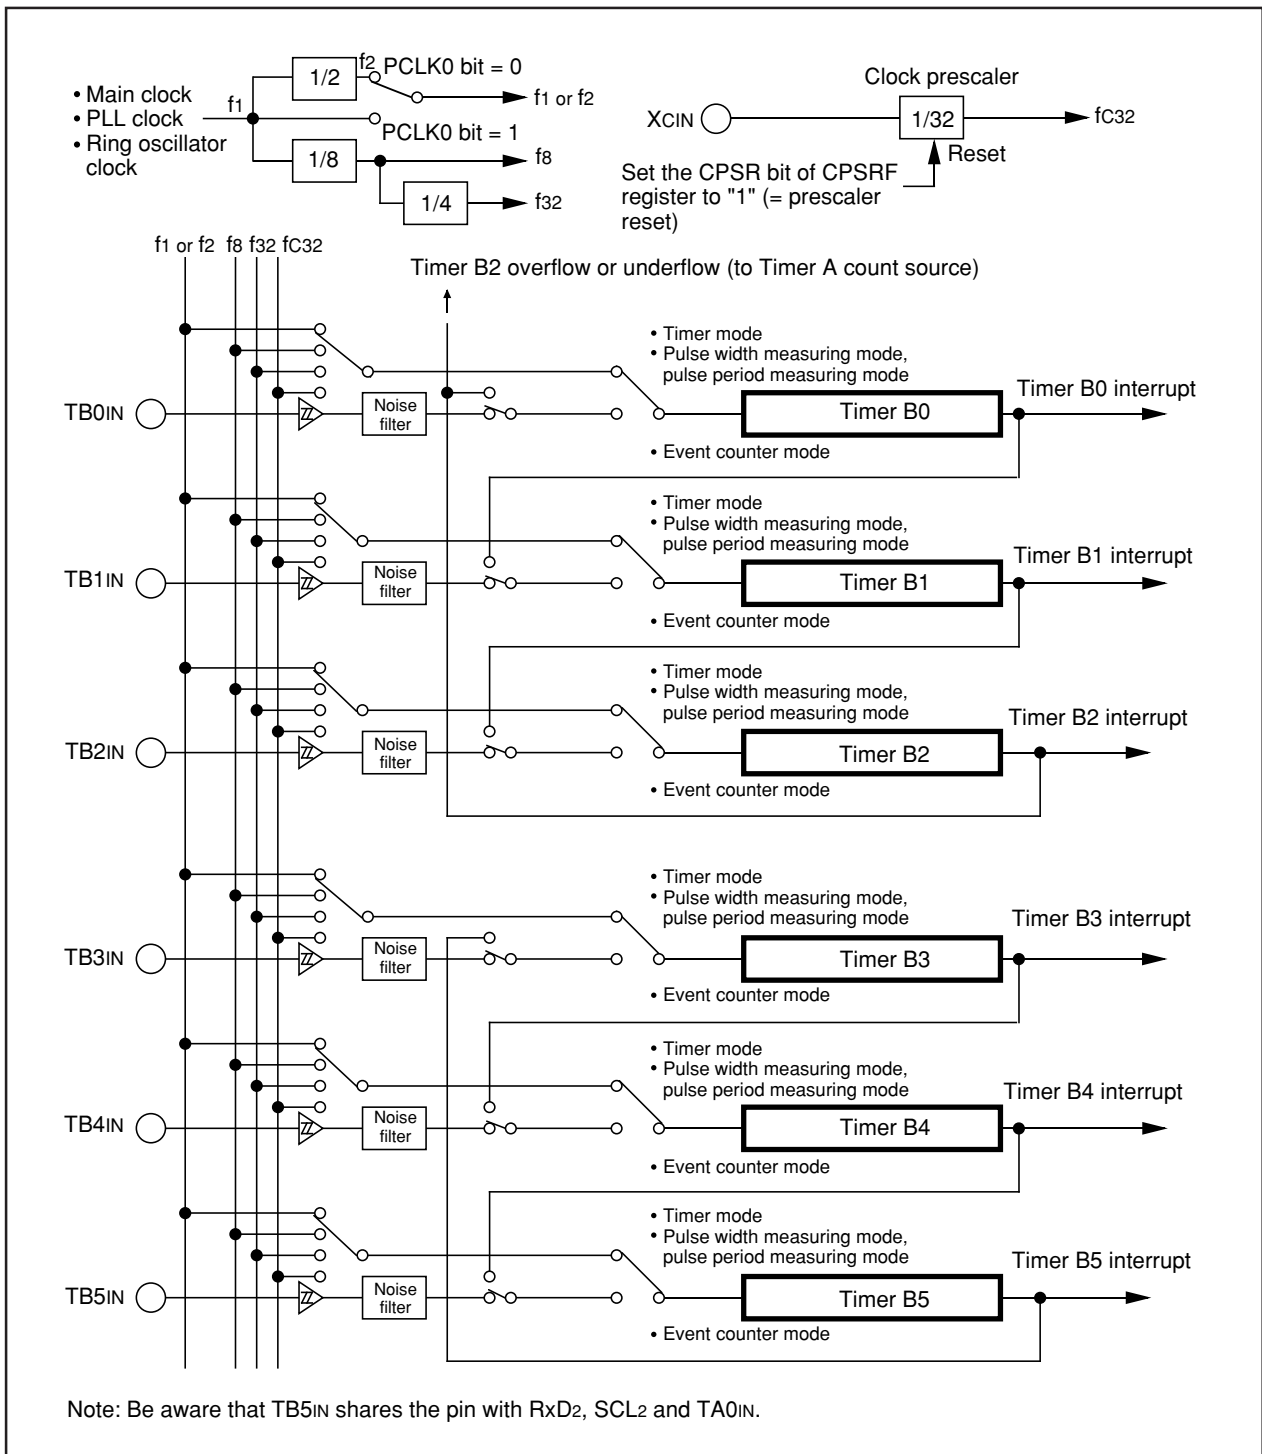 f2 PCLK0 bit = 0
1/2
• Main clock
• PLL clock
• Ring oscillator
clock
f1
f1 or f2
PCLK0 bit = 1
1/8
f8
1/4
f32
Clock prescaler
XCIN
1/32
fC32
Reset
Set the CPSR bit of CPSRF
register to "1" (= prescaler
reset)
f1 or f2 f8 f32 fC32
Timer B2 overflow or underflow (to Timer A count source)
• Timer mode
• Pulse width measuring mode,
pulse period measuring mode
Timer B0 interrupt
TB0IN
Noise
filter
Timer B0
• Event counter mode
• Timer mode
• Pulse width measuring mode,
pulse period measuring mode
Timer B1 interrupt
TB1IN
Noise
filter
Timer B1
• Event counter mode
• Timer mode
• Pulse width measuring mode,
pulse period measuring mode
Timer B2 interrupt
TB2IN
Noise
filter
Timer B2
• Event counter mode
• Timer mode
• Pulse width measuring mode,
pulse period measuring mode
Timer B3 interrupt
TB3IN
Noise
filter
Timer B3
• Event counter mode
• Timer mode
• Pulse width measuring mode,
pulse period measuring mode
Timer B4 interrupt
TB4IN
Noise
filter
Timer B4
• Event counter mode
• Timer mode
• Pulse width measuring mode,
pulse period measuring mode
Timer B5 interrupt
TB5IN
Noise
filter
Timer B5
• Event counter mode
Note: Be aware that TB5IN shares the pin with RxD2, SCL2 and TA0IN.